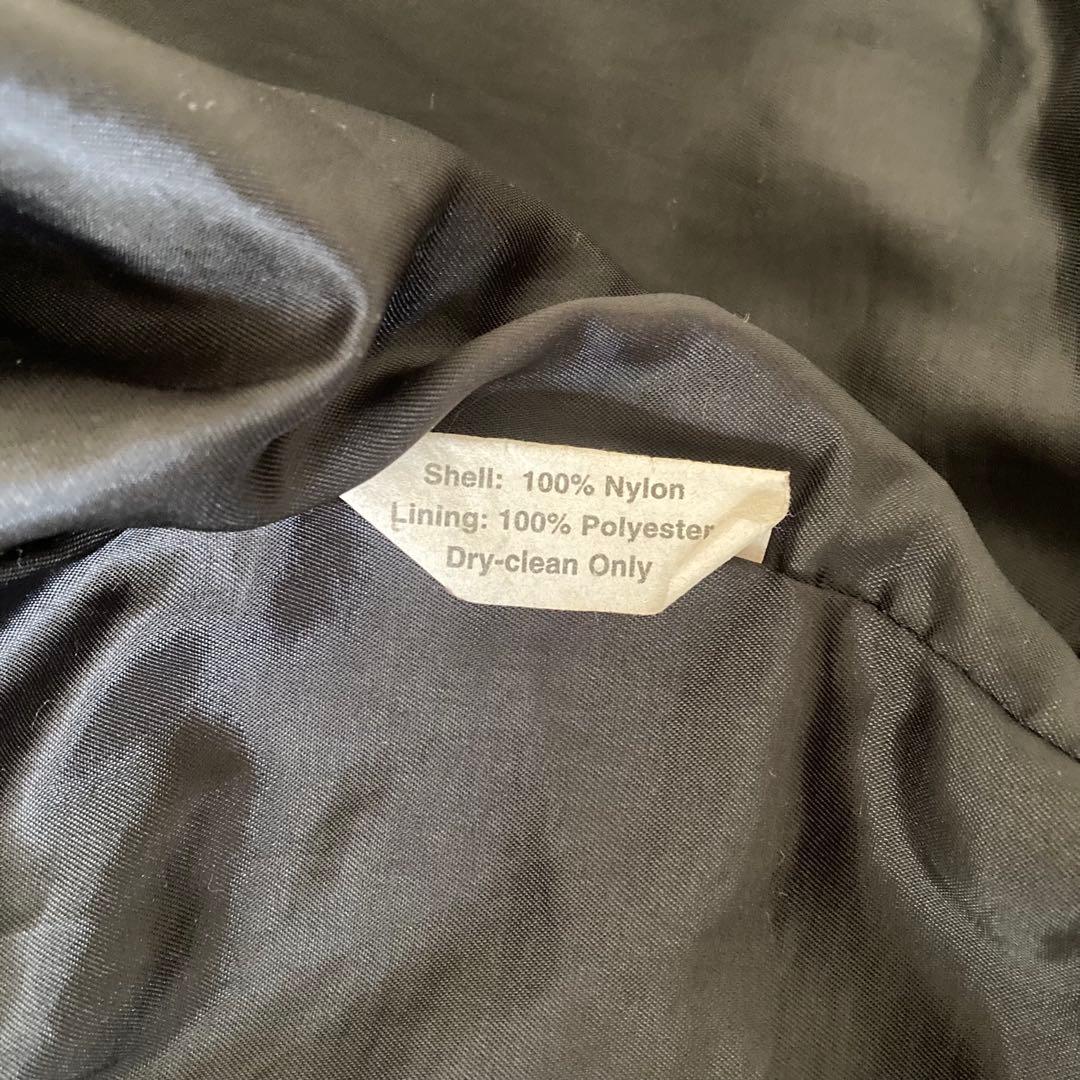 Shell: 100% Nylon
Lining: 100% Polyester
Dry-clean Only